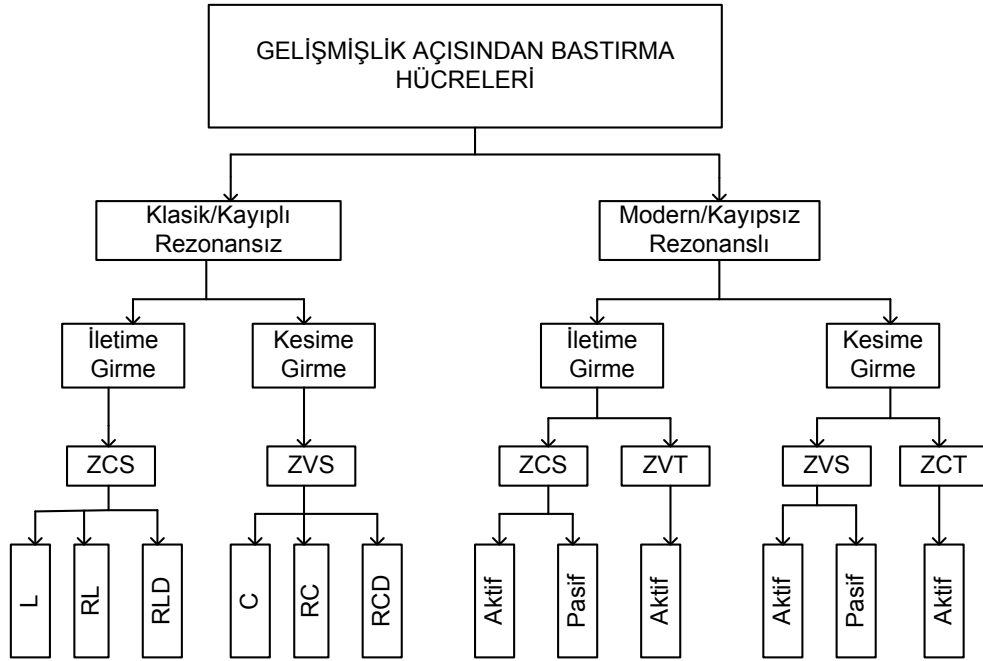 GELİŞMİŞLİK AÇISINDAN BASTIRMA
HÜCRELERİ
Klasik/Kayıplı
Rezonansız
Modern/Kayıpsız
Rezonanslı
İletime
Girme
Kesime
Girme
İletime
Girme
Kesime
Girme
ZCS
ZVS
ZCS
ZVT
ZVS
ZCT
L
RL
RLD
C
RC
RCD
Aktif
Pasif
Aktif
Aktif
Pasif
Aktif